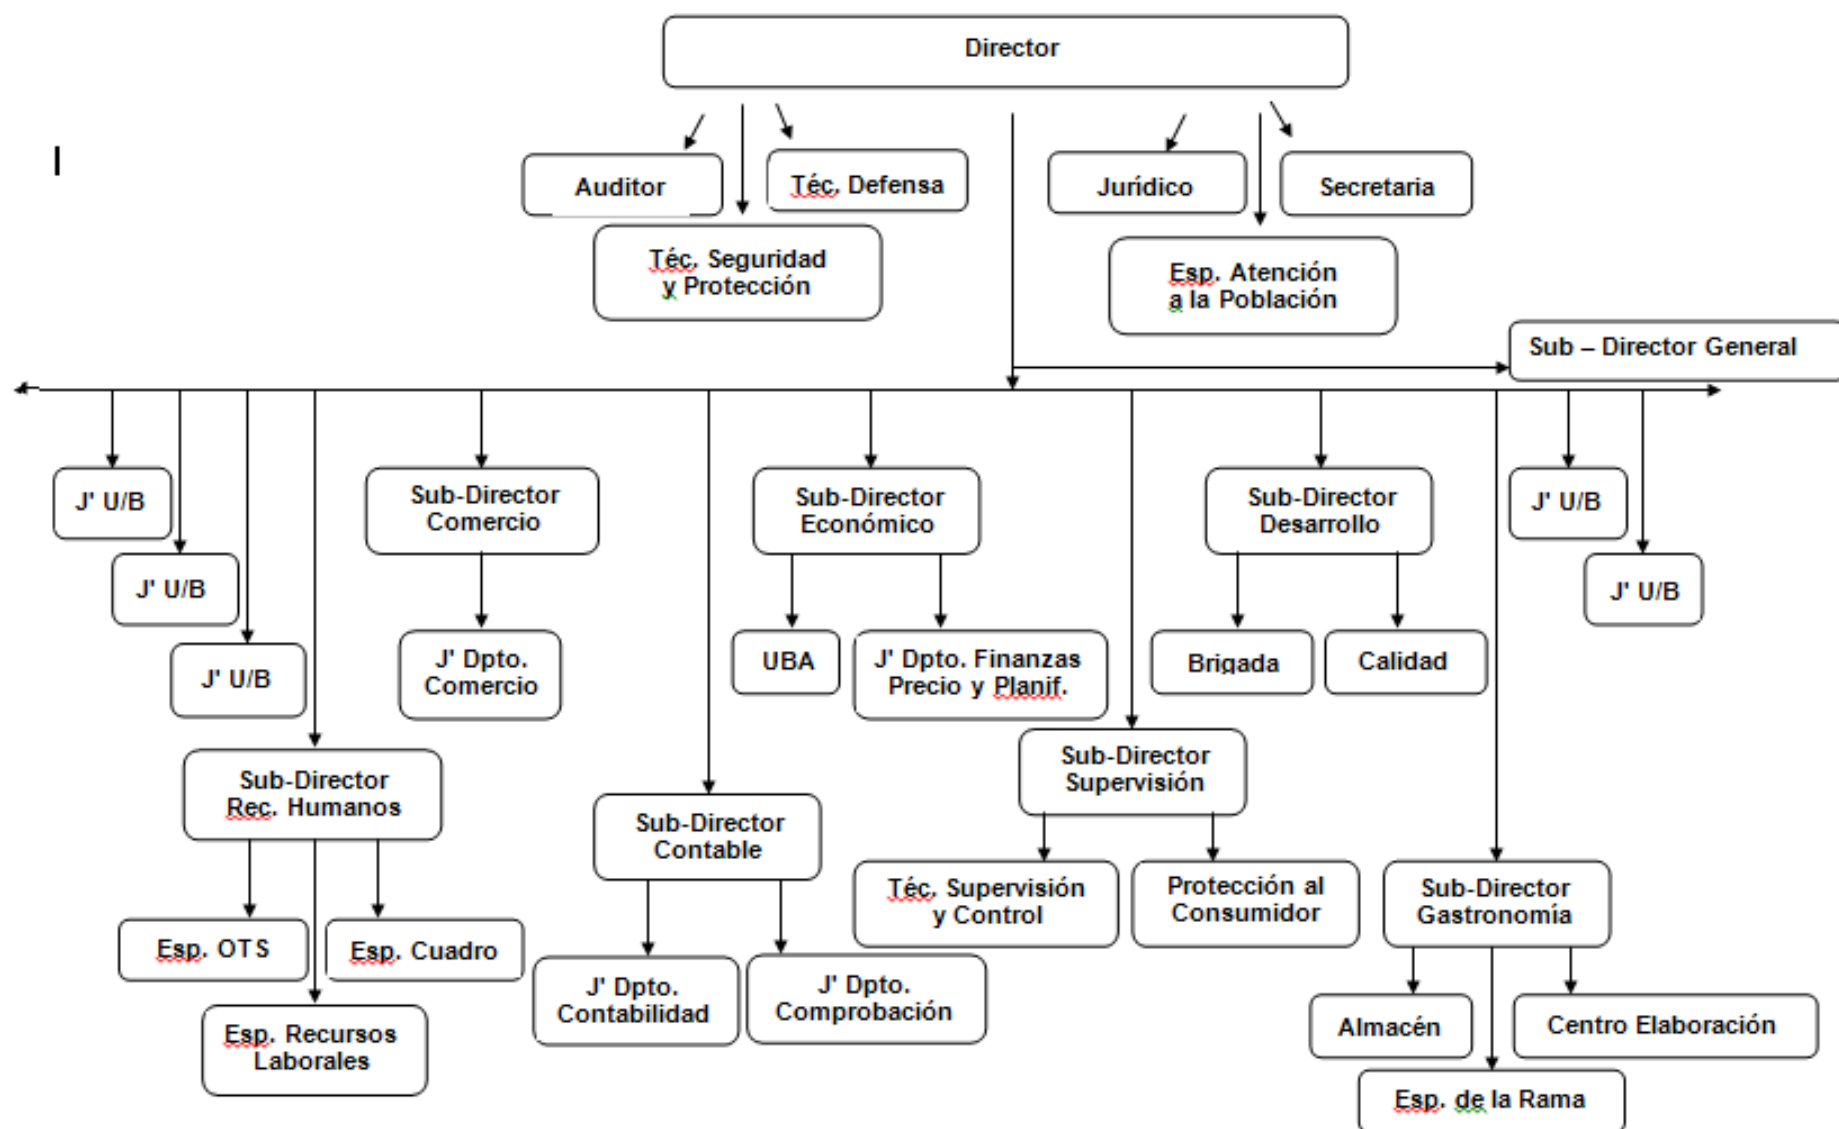 Director
Auditor
Téc. Defensa
Jurídico
Secretaria
Téc. Seguridad
y Protección
Esp. Atención
a la Población
Sub – Director General
J' U/B
Sub-Director
Comercio
Sub-Director
Económico
Sub-Director
Desarrollo
J' U/B
J' U/B
J' U/B
J' U/B
J' Dpto.
Comercio
UBA
J' Dpto. Finanzas
Precio y Planif.
Brigada
Calidad
Sub-Director
Rec. Humanos
Sub-Director
Contable
Sub-Director
Supervisión
Téc. Supervisión
y Control
Protección al
Consumidor
Sub-Director
Gastronomía
Esp. OTS
Esp. Cuadro
Esp. Recursos
Laborales
J' Dpto.
Contabilidad
J' Dpto.
Comprobación
Almacén
Centro Elaboración
Esp. de la Rama